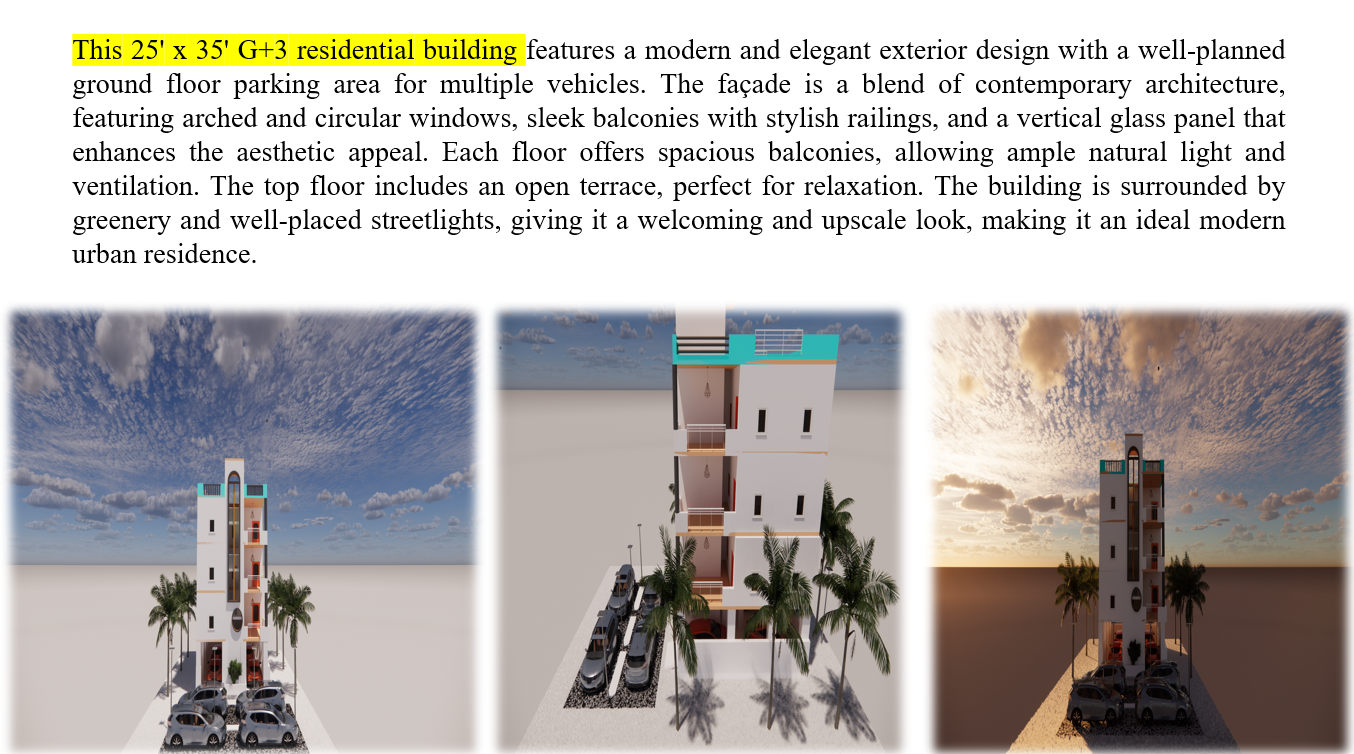 This 25' x 35' G+3 residential building features a modern and elegant exterior design with a well-planned
ground floor parking area for multiple vehicles. The façade is a blend of contemporary architecture,
featuring arched and circular windows, sleek balconies with stylish railings, and a vertical glass panel that
enhances the aesthetic appeal. Each floor offers spacious balconies, allowing ample natural light and
ventilation. The top floor includes an open terrace, perfect for relaxation. The building is surrounded by
greenery and well-placed streetlights, giving it a welcoming and upscale look, making it an ideal modern
urban residence.